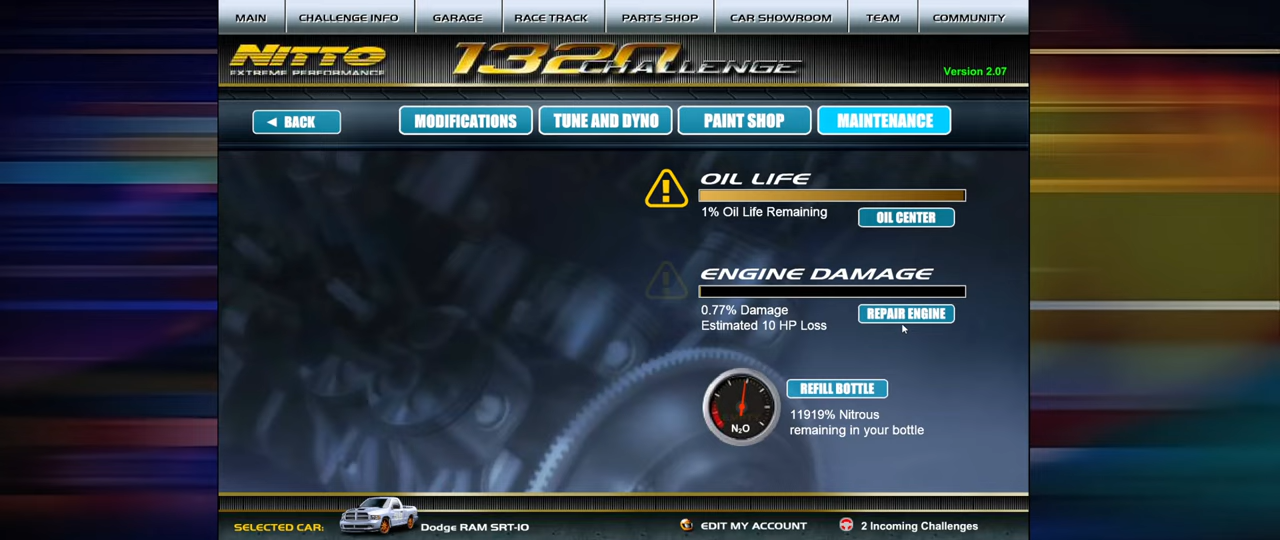 MAIN
CHALLENGE INFO
GARAGE
RACE TRACK
PARTS SHOP
CAR SHOWROOM
TEAM
COMMUNITY
NITTO
EXTREME PERFORMANCE
1320 CHALLENGE
Version 2.07
◄ BACK
MODIFICATIONS
TUNE AND DYNO
PAINT SHOP
MAINTENANCE
OIL LIFE
1% Oil Life Remaining
OIL CENTER
ENGINE DAMAGE
0.77% Damage
Estimated 10 HP Loss
REPAIR ENGINE
N₂O
REFILL BOTTLE
11919% Nitrous
remaining in your bottle
SELECTED CAR:
Dodge RAM SRT-10
EDIT MY ACCOUNT
2 Incoming Challenges